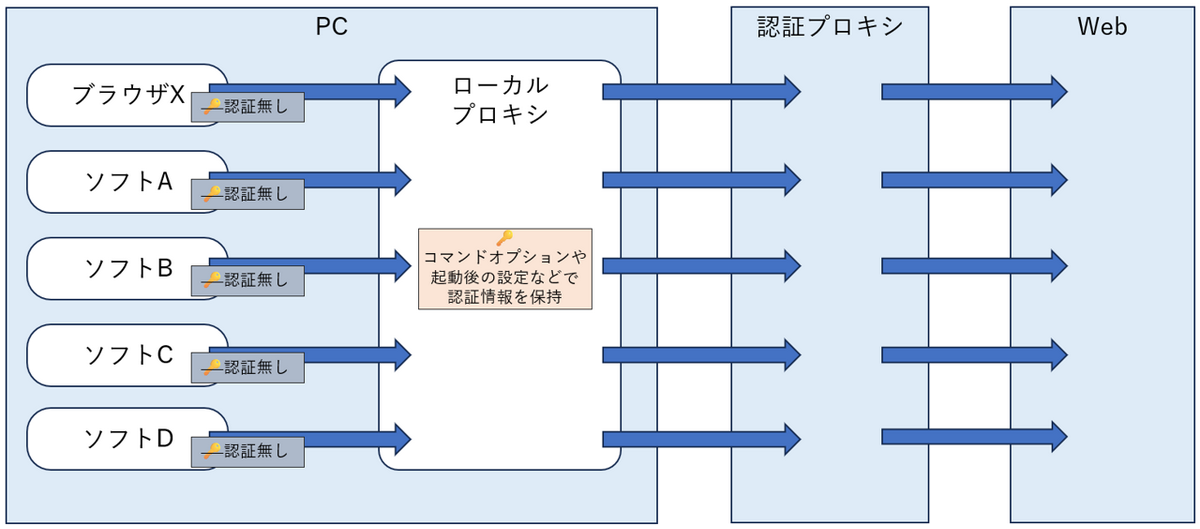 PC
認証プロキシ
Web
ブラウザX
🔑認証無し
ローカル
プロキシ
ソフトA
🔑認証無し
ソフトB
🔑認証無し
🔑
コマンドオプションや
起動後の設定などで
認証情報を保持
ソフトC
🔑認証無し
ソフトD
🔑認証無し